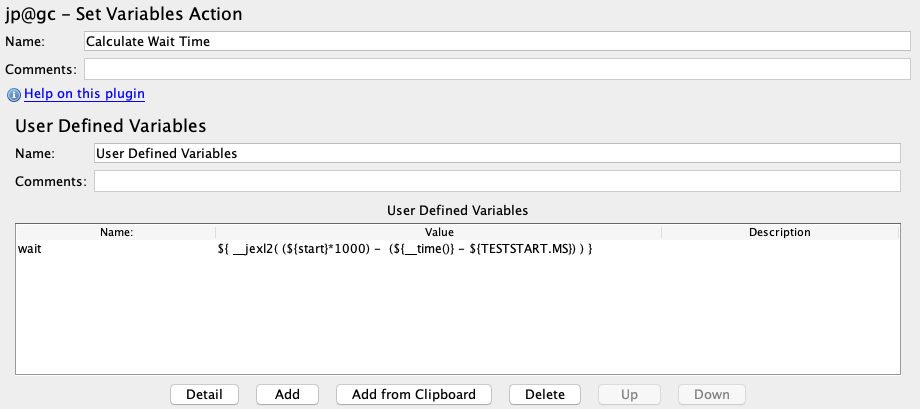 jp@gc - Set Variables Action
Name: Calculate Wait Time
Comments:
Help on this plugin
User Defined Variables
Name: User Defined Variables
Comments:
User Defined Variables
Name: Value Description
wait ${ __jexl2( (${start}*1000) - (${__time()} - ${TESTSTART.MS}) ) }
Detail Add Add from Clipboard Delete Up Down